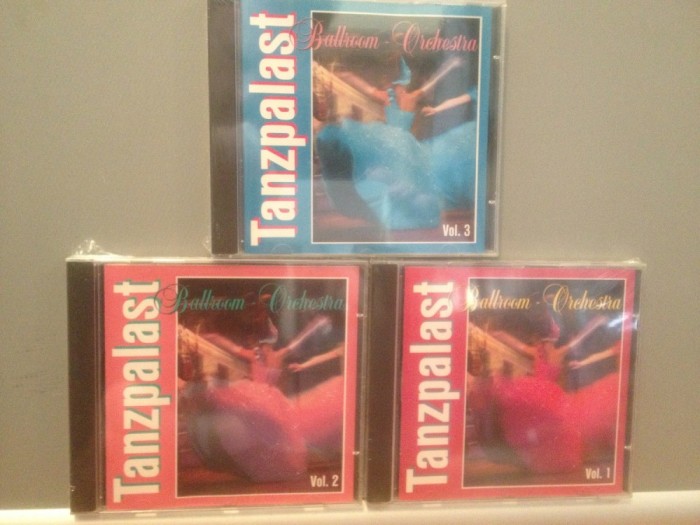 Tanzpalast
Ballroom - Orchestra
Vol. 3
Tanzpalast
Ballroom - Orchestra
Vol. 2
Tanzpalast
Ballroom - Orchestra
Vol. 1